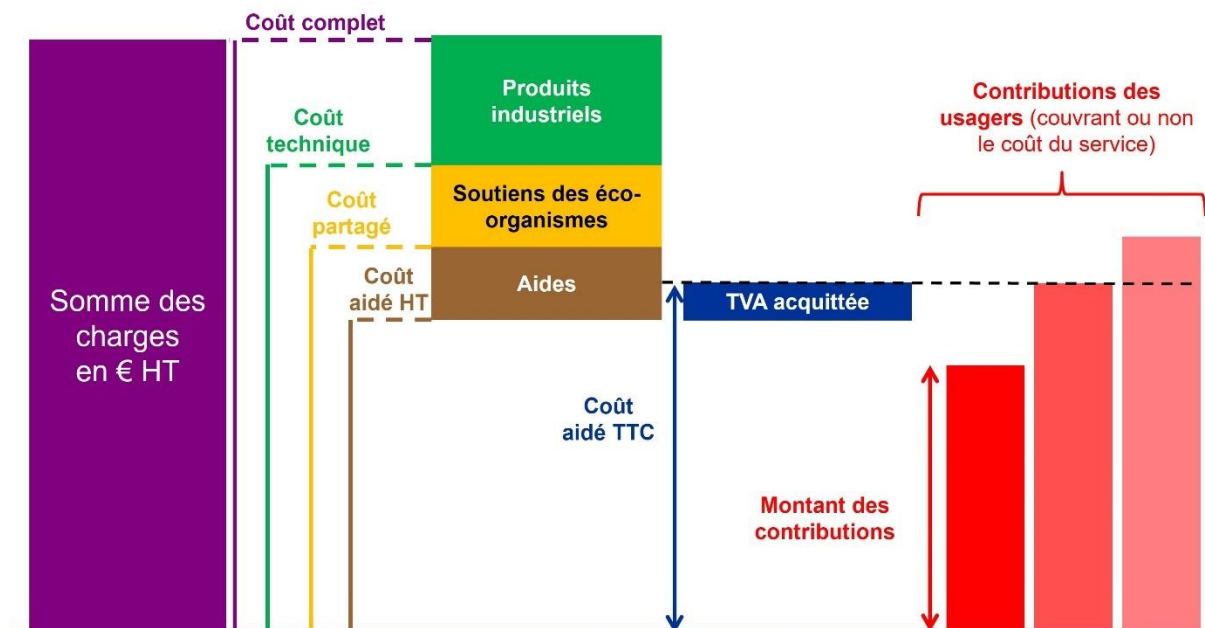 Coût complet
Produits
industriels
Coût
technique
Contributions des
usagers (couvrant ou non
le coût du service)
Coût
partagé
Soutiens des éco-
organismes
Coût
aidé HT
Aides
Somme des
charges
en € HT
TVA acquittée
Coût
aidé TTC
Montant des
contributions